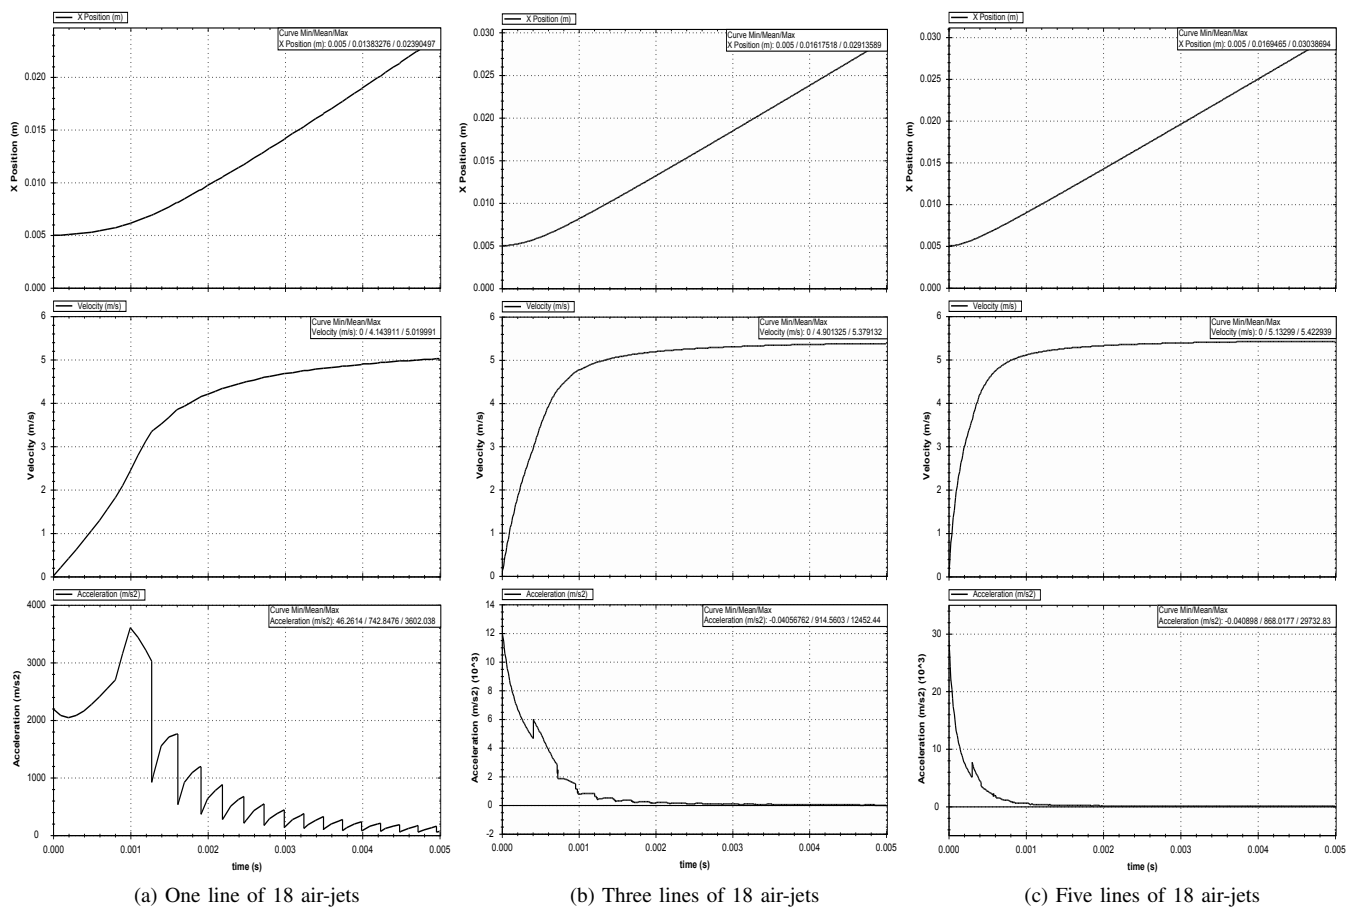 X Position (m)
Curve Min/Mean/Max
X Position (m): 0.005 / 0.01383276 / 0.02390497
X Position (m)
0.020
0.015
0.010
0.005
0.000
Velocity (m/s)
Curve Min/Mean/Max
Velocity (m/s): 0 / 4.143911 / 5.019991
Velocity (m/s)
6
5
4
3
2
1
0
Acceleration (m/s2)
Curve Min/Mean/Max
Acceleration (m/s2): 46.2614 / 742.8476 / 3602.038
Acceleration (m/s2)
4000
3000
2000
1000
0
0.000 0.001 0.002 0.003 0.004 0.005
time (s)
(a) One line of 18 air-jets
X Position (m)
Curve Min/Mean/Max
X Position (m): 0.005 / 0.01617518 / 0.02913589
X Position (m)
0.030
0.025
0.020
0.015
0.010
0.005
0.000
Velocity (m/s)
Curve Min/Mean/Max
Velocity (m/s): 0 / 4.901325 / 5.379132
Velocity (m/s)
6
5
4
3
2
1
0
Acceleration (m/s2)
Curve Min/Mean/Max
Acceleration (m/s2): -0.04056762 / 914.5603 / 12452.44
Acceleration (m/s2) (10^3)
14
12
10
8
6
4
2
0
-2
0.000 0.001 0.002 0.003 0.004 0.005
time (s)
(b) Three lines of 18 air-jets
X Position (m)
Curve Min/Mean/Max
X Position (m): 0.005 / 0.0169465 / 0.03038694
X Position (m)
0.030
0.025
0.020
0.015
0.010
0.005
0.000
Velocity (m/s)
Curve Min/Mean/Max
Velocity (m/s): 0 / 5.13299 / 5.422939
Velocity (m/s)
6
5
4
3
2
1
0
Acceleration (m/s2)
Curve Min/Mean/Max
Acceleration (m/s2): -0.040898 / 868.0177 / 29732.83
Acceleration (m/s2) (10^3)
30
20
10
0
0.000 0.001 0.002 0.003 0.004 0.005
time (s)
(c) Five lines of 18 air-jets